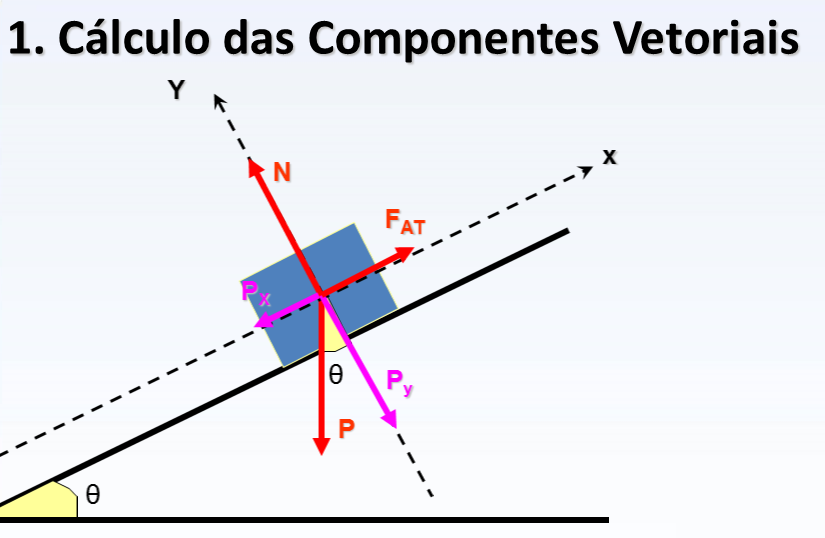 1. Cálculo das Componentes Vetoriais
Y
x
N
FAT
Px
θ
Py
P
θ